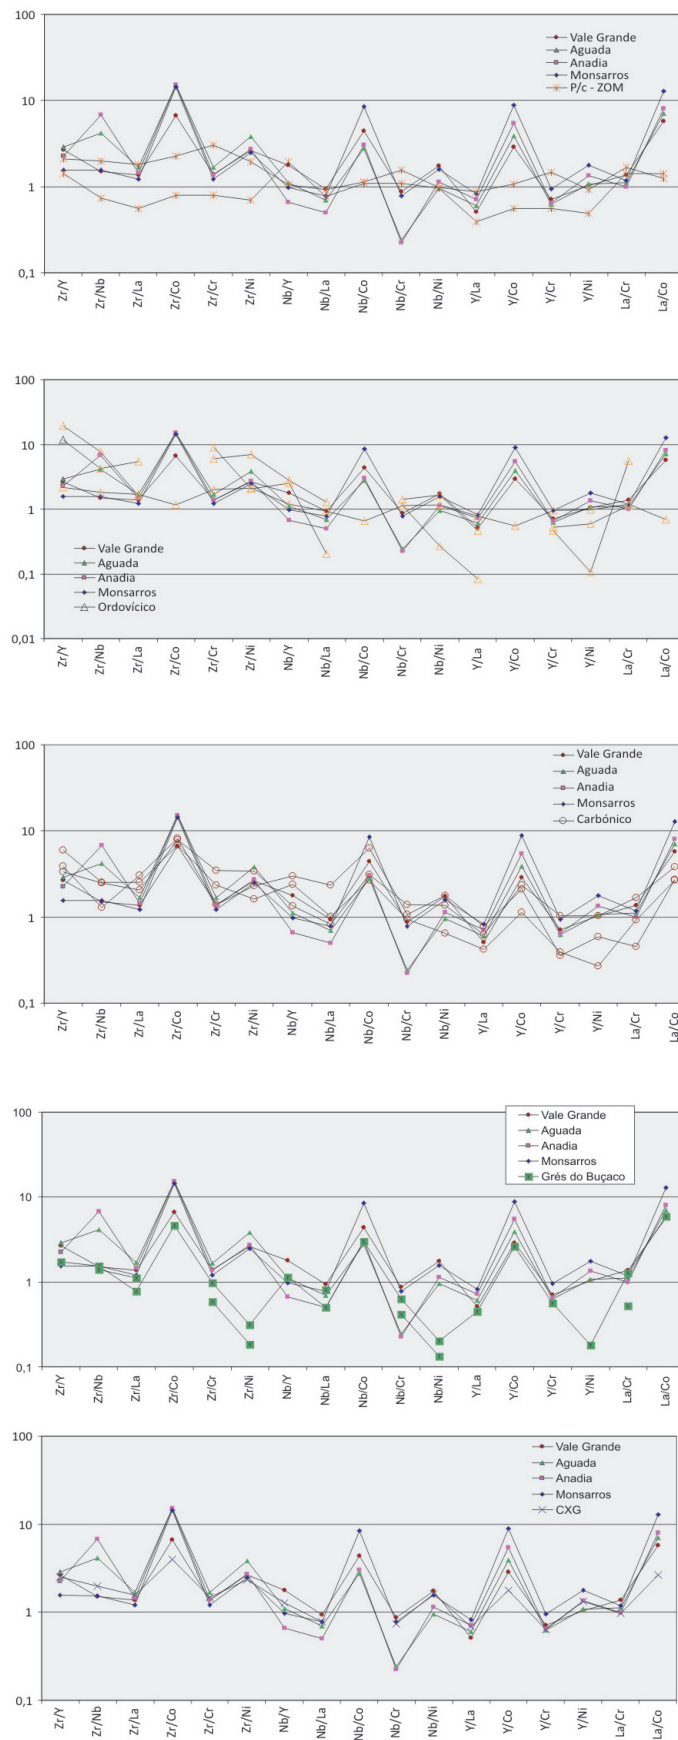 100
10
1
0,1
Vale Grande
Aguada
Anadia
Monsarros
P/c - ZOM
Zr/Y
Zr/Nb
Zr/La
Zr/Co
Zr/Cr
Zr/Ni
Nb/Y
Nb/La
Nb/Co
Nb/Cr
Nb/Ni
Y/La
Y/Co
Y/Cr
Y/Ni
La/Cr
La/Co
100
10
1
0,1
0,01
Vale Grande
Aguada
Anadia
Monsarros
Ordovícico
Zr/Y
Zr/Nb
Zr/La
Zr/Co
Zr/Cr
Zr/Ni
Nb/Y
Nb/La
Nb/Co
Nb/Cr
Nb/Ni
Y/La
Y/Co
Y/Cr
Y/Ni
La/Cr
La/Co
100
10
1
0,1
Vale Grande
Aguada
Anadia
Monsarros
Carbónico
Zr/Y
Zr/Nb
Zr/La
Zr/Co
Zr/Cr
Zr/Ni
Nb/Y
Nb/La
Nb/Co
Nb/Cr
Nb/Ni
Y/La
Y/Co
Y/Cr
Y/Ni
La/Cr
La/Co
100
10
1
0,1
Vale Grande
Aguada
Anadia
Monsarros
Grés do Buçaco
Zr/Y
Zr/Nb
Zr/La
Zr/Co
Zr/Cr
Zr/Ni
Nb/Y
Nb/La
Nb/Co
Nb/Cr
Nb/Ni
Y/La
Y/Co
Y/Cr
Y/Ni
La/Cr
La/Co
100
10
1
0,1
Vale Grande
Aguada
Anadia
Monsarros
CXG
Zr/Y
Zr/Nb
Zr/La
Zr/Co
Zr/Cr
Zr/Ni
Nb/Y
Nb/La
Nb/Co
Nb/Cr
Nb/Ni
Y/La
Y/Co
Y/Cr
Y/Ni
La/Cr
La/Co